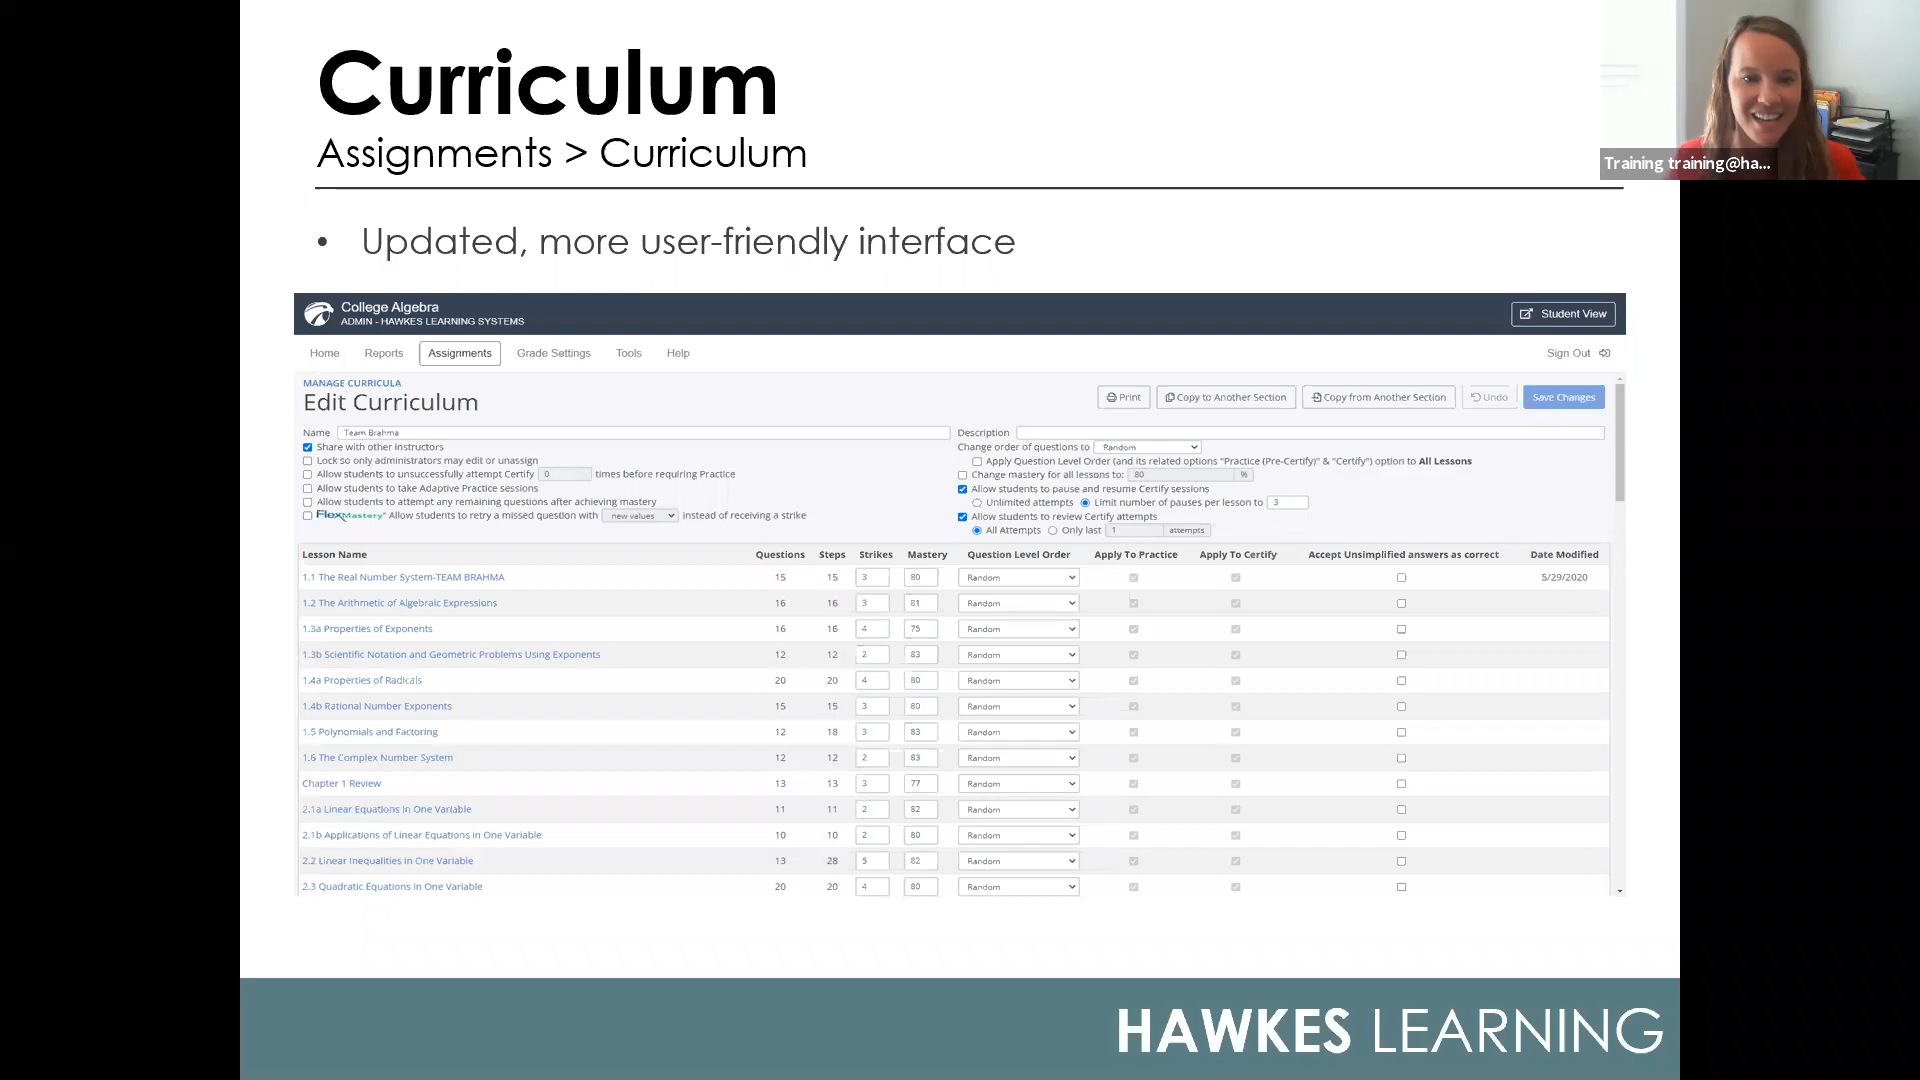 Curriculum
Assignments > Curriculum
Training training@ha...
• Updated, more user-friendly interface
College Algebra
ADMIN - HAWKES LEARNING SYSTEMS
Student View
Home Reports Assignments Grade Settings Tools Help Sign Out
MANAGE CURRICULA
Edit Curriculum
Print Copy to Another Section Copy from Another Section Undo Save Changes
Name Team Brahma
Description
Share with other instructors
Lock so only administrators may edit or unassign
Allow students to unsuccessfully attempt Certify 0 times before requiring Practice
Allow students to take Adaptive Practice sessions
Allow students to attempt any remaining questions after achieving mastery
FlexMastery® Allow students to retry a missed question with new values instead of receiving a strike
Change order of questions to Random
Apply Question Level Order (and its related options "Practice (Pre-Certify)" & "Certify") option to All Lessons
Change mastery for all lessons to: 80 %
Allow students to pause and resume Certify sessions
Unlimited attempts Limit number of pauses per lesson to 3
Allow students to review Certify attempts
All Attempts Only last 1 attempts
Lesson Name Questions Steps Strikes Mastery Question Level Order Apply To Practice Apply To Certify Accept Unsimplified answers as correct Date Modified
1.1 The Real Number System-TEAM BRAHMA 15 15 3 80 Random 5/29/2020
1.2 The Arithmetic of Algebraic Expressions 16 16 3 81 Random
1.3a Properties of Exponents 16 16 4 75 Random
1.3b Scientific Notation and Geometric Problems Using Exponents 12 12 2 83 Random
1.4a Properties of Radicals 20 20 4 80 Random
1.4b Rational Number Exponents 15 15 3 80 Random
1.5 Polynomials and Factoring 12 18 3 83 Random
1.6 The Complex Number System 12 12 2 83 Random
Chapter 1 Review 13 13 3 77 Random
2.1a Linear Equations in One Variable 11 11 2 82 Random
2.1b Applications of Linear Equations in One Variable 10 10 2 80 Random
2.2 Linear Inequalities in One Variable 13 28 5 82 Random
2.3 Quadratic Equations in One Variable 20 20 4 80 Random
HAWKES LEARNING